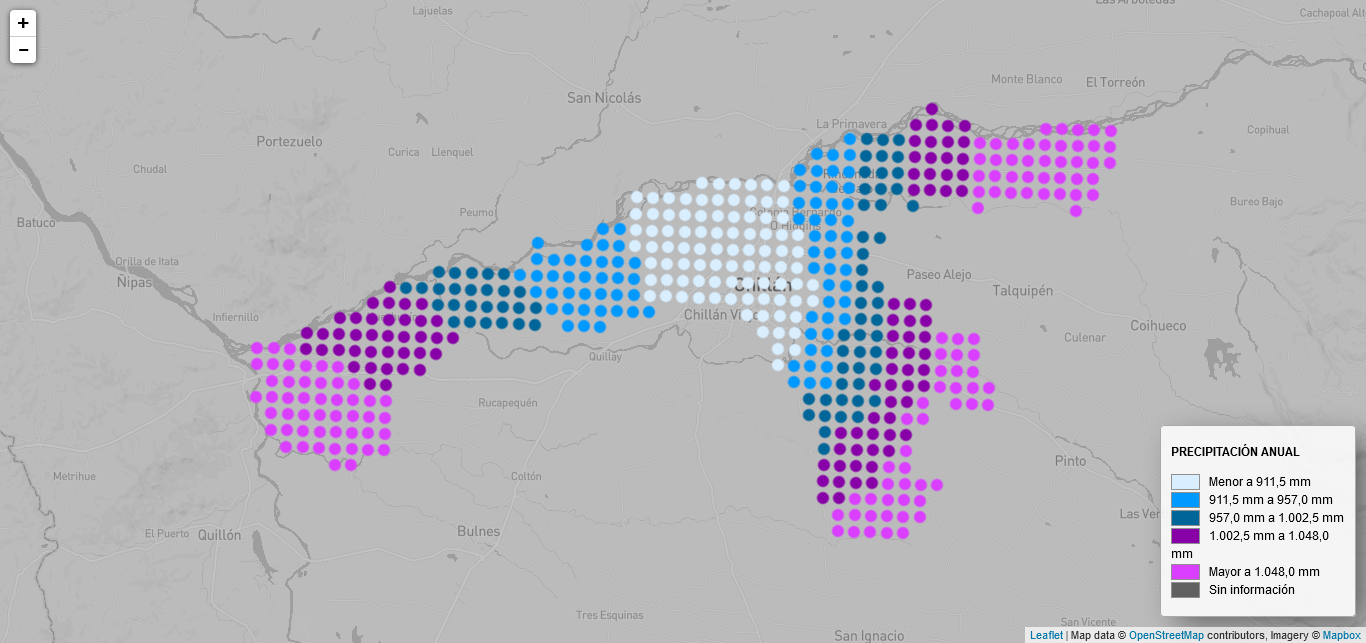 +
−
Lajuelas
Cachapoal Alt
San Nicolás
Monte Blanco
El Torreón
La Primavera
Copihual
Portezuelo
Curica
Llenquel
Chudal
Bureo Bajo
Peumo
Batuco
O'Higgins
Orilla de Itata
Ñipas
Paseo Alejo
Talquipén
Chillán
Infiernillo
Chillán Viejo
Coihueco
Culenar
Quillay
Rucapequén
Metrihue
Coltón
Pinto
El Puerto
Quillón
Bulnes
Las Ver
Tres Esquinas
San Ignacio
San Vicente
PRECIPITACIÓN ANUAL
Menor a 911,5 mm
911,5 mm a 957,0 mm
957,0 mm a 1.002,5 mm
1.002,5 mm a 1.048,0
mm
Mayor a 1.048,0 mm
Sin información
Leaflet | Map data © OpenStreetMap contributors, Imagery © Mapbox